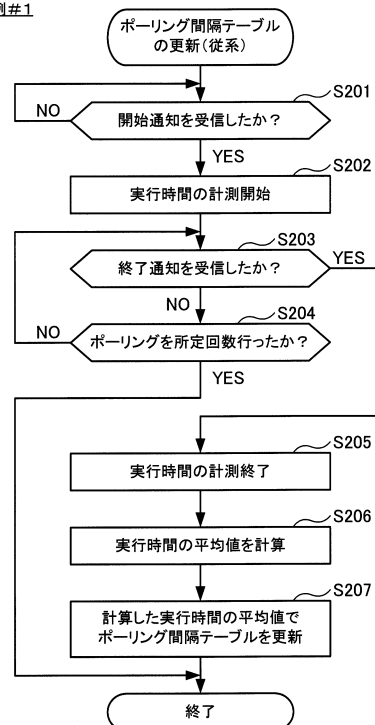 例#1
ポーリング間隔テーブル
の更新(従系)
S201
開始通知を受信したか？
NO
YES
S202
実行時間の計測開始
S203
終了通知を受信したか？
YES
NO
S204
ポーリングを所定回数行ったか？
NO
YES
S205
実行時間の計測終了
S206
実行時間の平均値を計算
S207
計算した実行時間の平均値で
ポーリング間隔テーブルを更新
終了